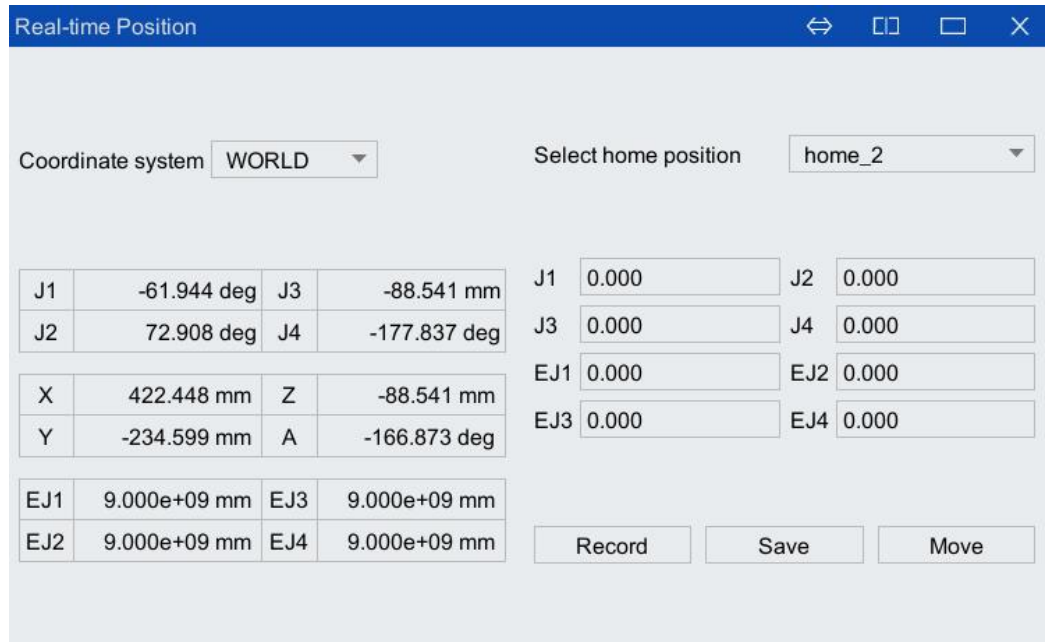 Real-time Position
Coordinate system WORLD
Select home position home_2
J1 -61.944 deg J3 -88.541 mm
J2 72.908 deg J4 -177.837 deg
X 422.448 mm Z -88.541 mm
Y -234.599 mm A -166.873 deg
EJ1 9.000e+09 mm EJ3 9.000e+09 mm
EJ2 9.000e+09 mm EJ4 9.000e+09 mm
J1 0.000 J2 0.000
J3 0.000 J4 0.000
EJ1 0.000 EJ2 0.000
EJ3 0.000 EJ4 0.000
Record Save Move